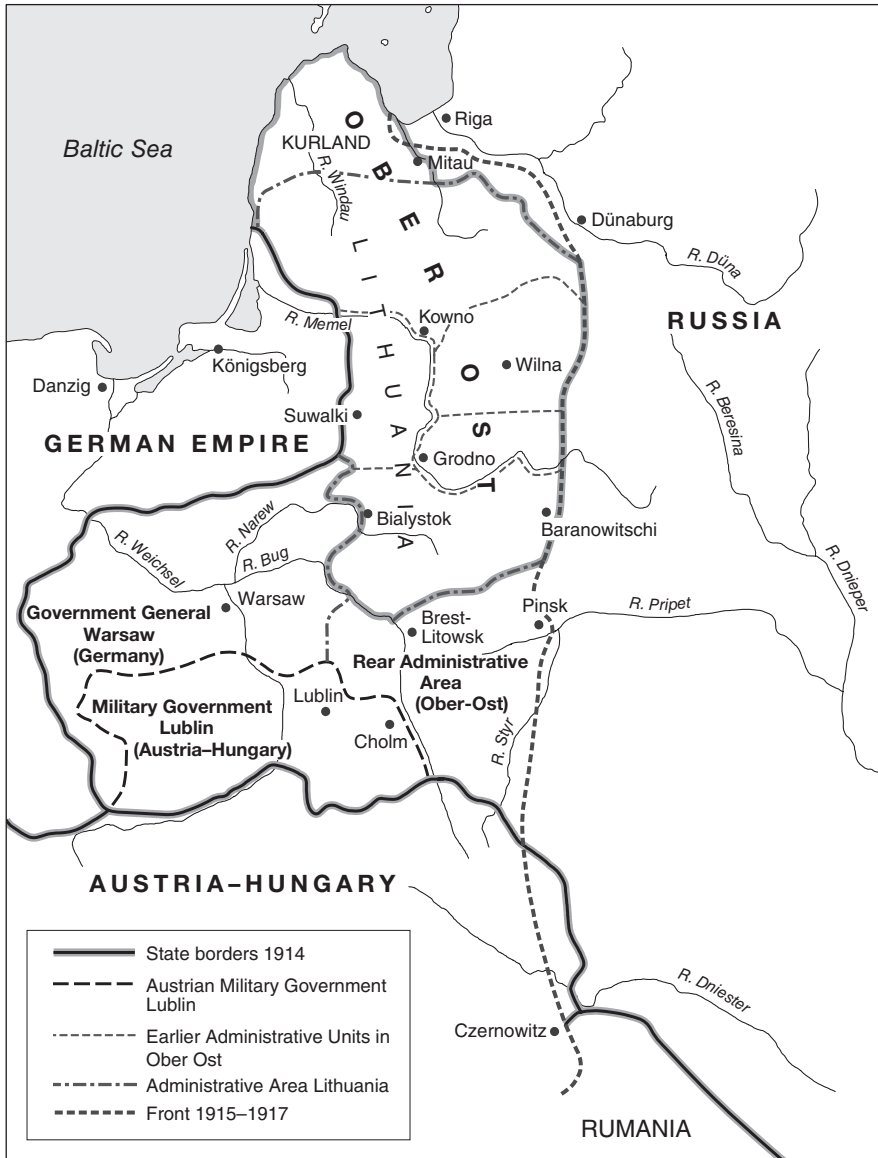 Baltic Sea
Riga
KURLAND
R. Windau
Mitau
OBER OST
Dünaburg
R. Düna
LITHUANIA
R. Memel
Kowno
RUSSIA
Königsberg
Wilna
Danzig
Suwalki
R. Beresina
GERMAN EMPIRE
Grodno
R. Narew
Bialystok
Baranowitschi
R. Weichsel
R. Bug
R. Dnieper
Warsaw
Government General
Warsaw
(Germany)
Brest-
Litowsk
Pinsk
R. Pripet
Rear Administrative
Area
(Ober-Ost)
Military Government
Lublin
(Austria–Hungary)
Lublin
Cholm
R. Styr
AUSTRIA–HUNGARY
State borders 1914
Austrian Military Government
Lublin
Earlier Administrative Units in
Ober Ost
Administrative Area Lithuania
Front 1915–1917
R. Dniester
Czernowitz
RUMANIA